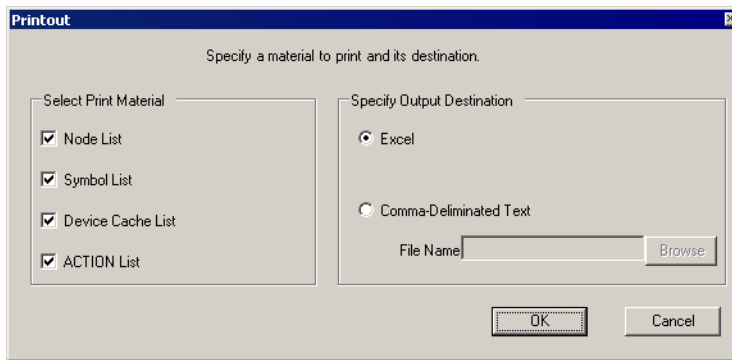 Printout
Specify a material to print and its destination.
Select Print Material
Node List
Symbol List
Device Cache List
ACTION List
Specify Output Destination
Excel
Comma-Deliminated Text
File Name
Browse
OK
Cancel